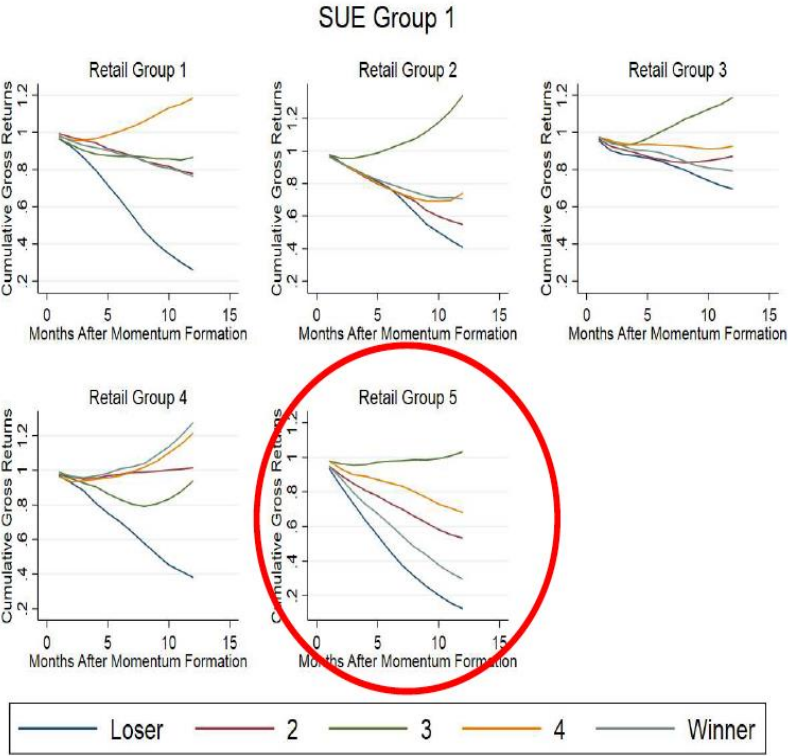 SUE Group 1
Retail Group 1
Retail Group 2
Retail Group 3
Cumulative Gross Returns
.2 .4 .6 .8 1 1.2
0 5 10 15
Months After Momentum Formation
Cumulative Gross Returns
.2 .4 .6 .8 1 1.2
0 5 10 15
Months After Momentum Formation
Cumulative Gross Returns
.2 .4 .6 .8 1 1.2
0 5 10 15
Months After Momentum Formation
Retail Group 4
Retail Group 5
Cumulative Gross Returns
.2 .4 .6 .8 1 1.2
0 5 10 15
Months After Momentum Formation
Cumulative Gross Returns
.2 .4 .6 .8 1 1.2
0 5 10 15
Months After Momentum Formation
Loser 2 3 4 Winner